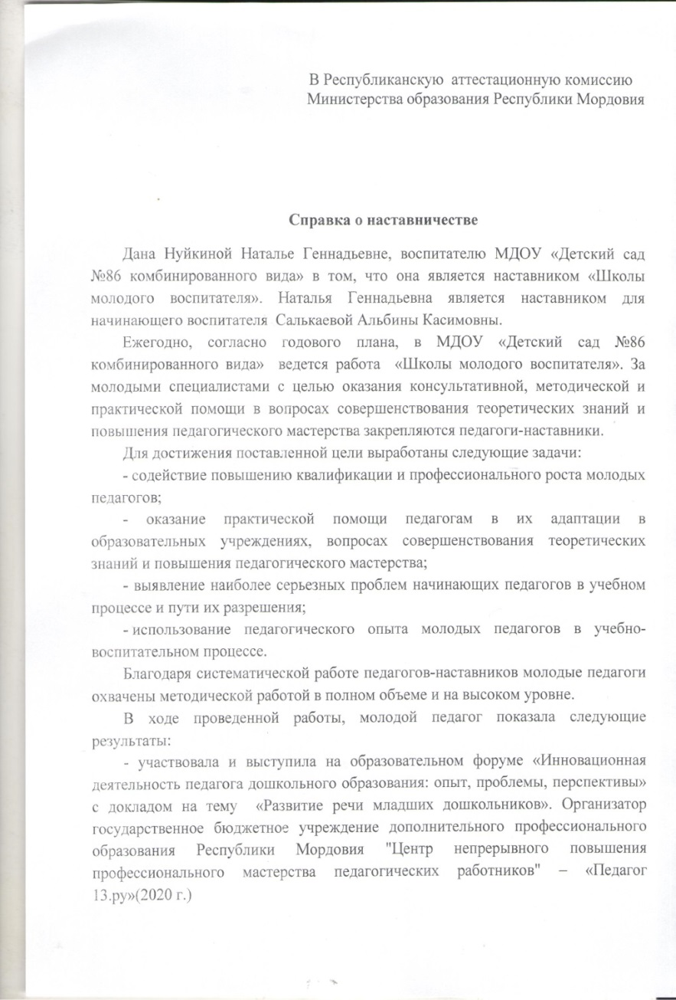 В Республиканскую аттестационную комиссию
Министерства образования Республики Мордовия
Справка о наставничестве
Дана Нуйкиной Наталье Геннадьевне, воспитателю МДОУ «Детский сад
№86 комбинированного вида» в том, что она является наставником «Школы
молодого воспитателя». Наталья Геннадьевна является наставником для
начинающего воспитателя Салькаевой Альбины Касимовны.
Ежегодно, согласно годового плана, в МДОУ «Детский сад №86
комбинированного вида» ведется работа «Школы молодого воспитателя». За
молодыми специалистами с целью оказания консультативной, методической и
практической помощи в вопросах совершенствования теоретических знаний и
повышения педагогического мастерства закрепляются педагоги-наставники.
Для достижения поставленной цели выработаны следующие задачи:
- содействие повышению квалификации и профессионального роста молодых
педагогов;
- оказание практической помощи педагогам в их адаптации в
образовательных учреждениях, вопросах совершенствования теоретических
знаний и повышения педагогического мастерства;
- выявление наиболее серьезных проблем начинающих педагогов в учебном
процессе и пути их разрешения;
- использование педагогического опыта молодых педагогов в учебно-
воспитательном процессе.
Благодаря систематической работе педагогов-наставников молодые педагоги
охвачены методической работой в полном объеме и на высоком уровне.
В ходе проведенной работы, молодой педагог показала следующие
результаты:
- участвовала и выступила на образовательном форуме «Инновационная
деятельность педагога дошкольного образования: опыт, проблемы, перспективы»
с докладом на тему «Развитие речи младших дошкольников». Организатор
государственное бюджетное учреждение дополнительного профессионального
образования Республики Мордовия "Центр непрерывного повышения
профессионального мастерства педагогических работников" – «Педагог
13.ру»(2020 г.)